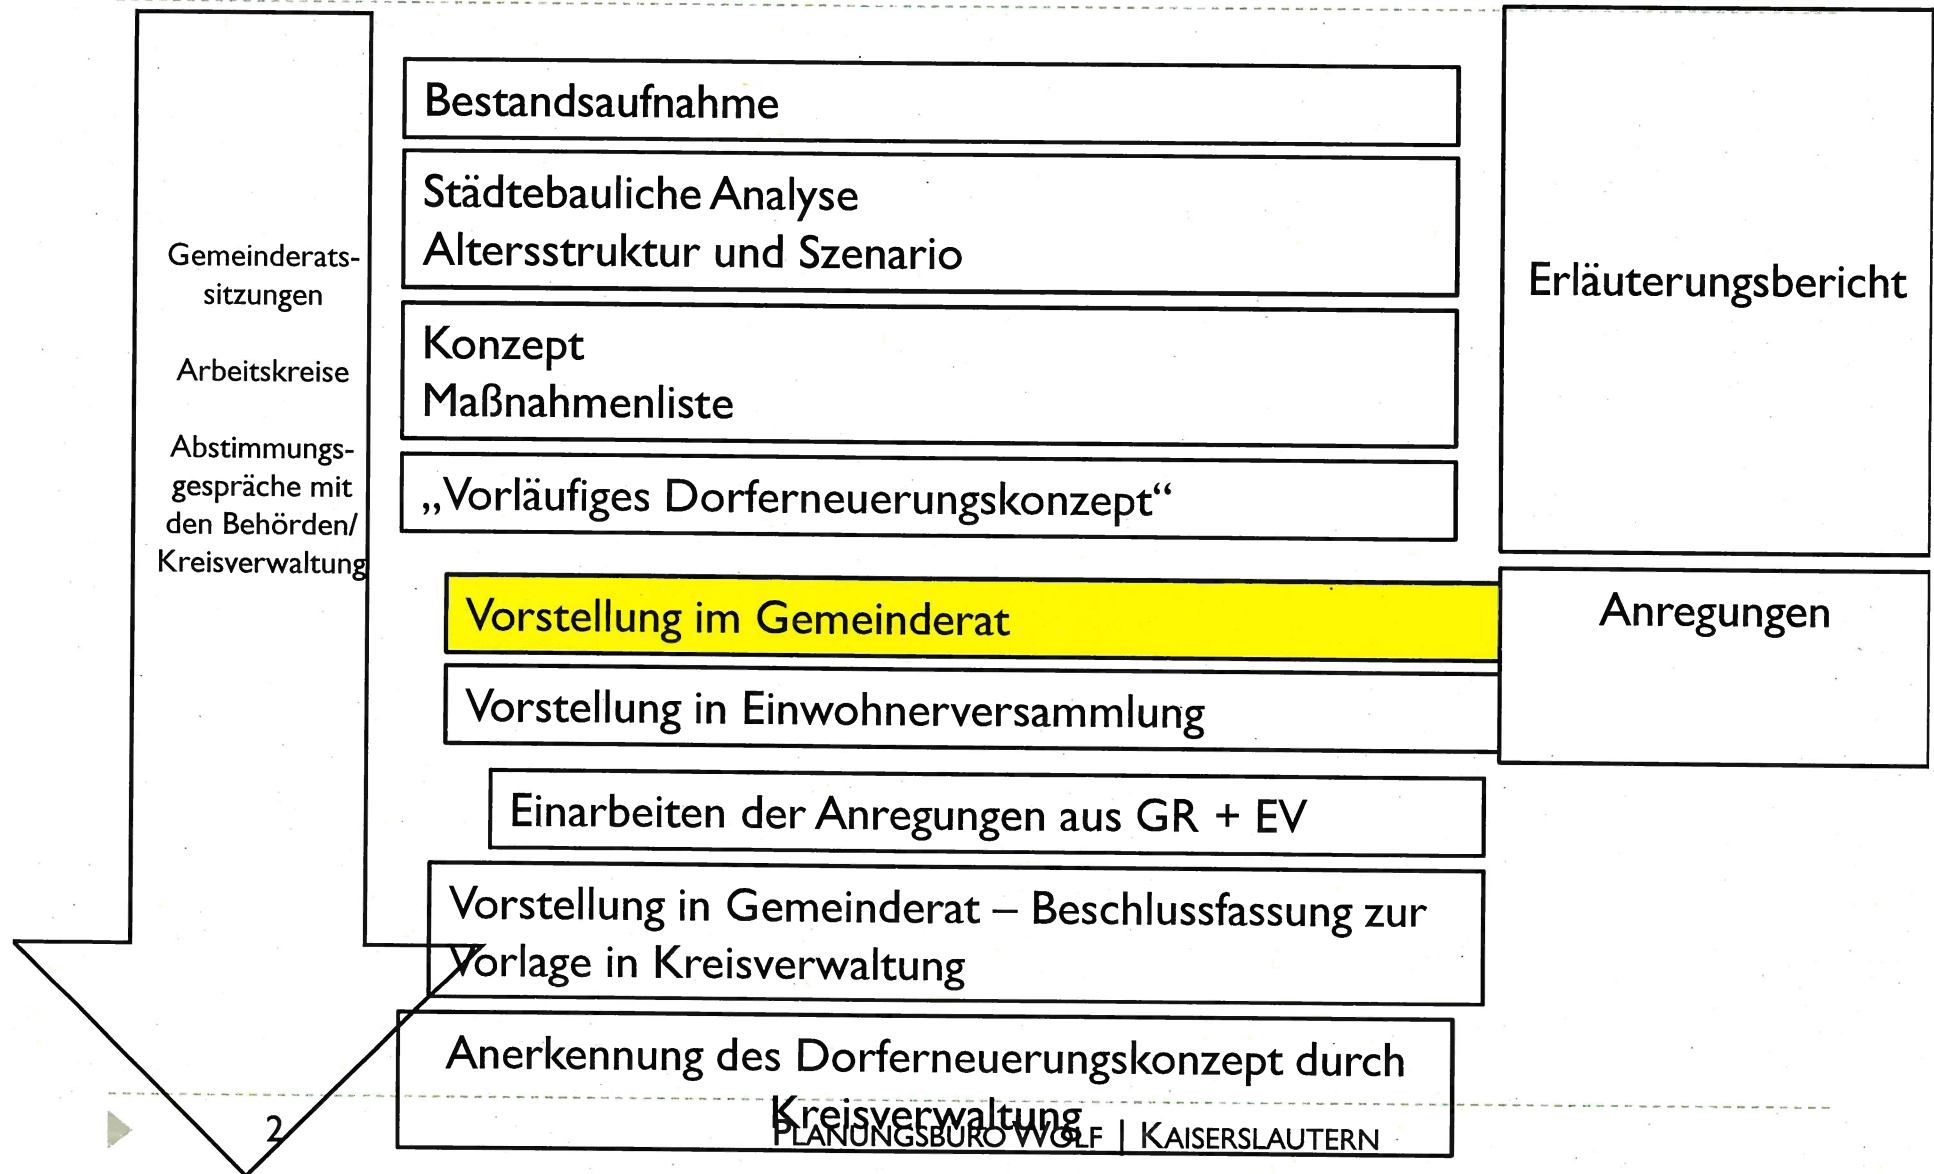 Gemeinderats-
sitzungen
Arbeitskreise
Abstimmungs-
gespräche mit
den Behörden/
Kreisverwaltung
Bestandsaufnahme
Städtebauliche Analyse
Altersstruktur und Szenario
Konzept
Maßnahmenliste
„Vorläufiges Dorferneuerungskonzept“
Erläuterungsbericht
Vorstellung im Gemeinderat
Vorstellung in Einwohnerversammlung
Anregungen
Einarbeiten der Anregungen aus GR + EV
Vorstellung in Gemeinderat – Beschlussfassung zur
Vorlage in Kreisverwaltung
Anerkennung des Dorferneuerungskonzept durch
Kreisverwaltung
2
PLANUNGSBÜRO WOLF | KAISERSLAUTERN